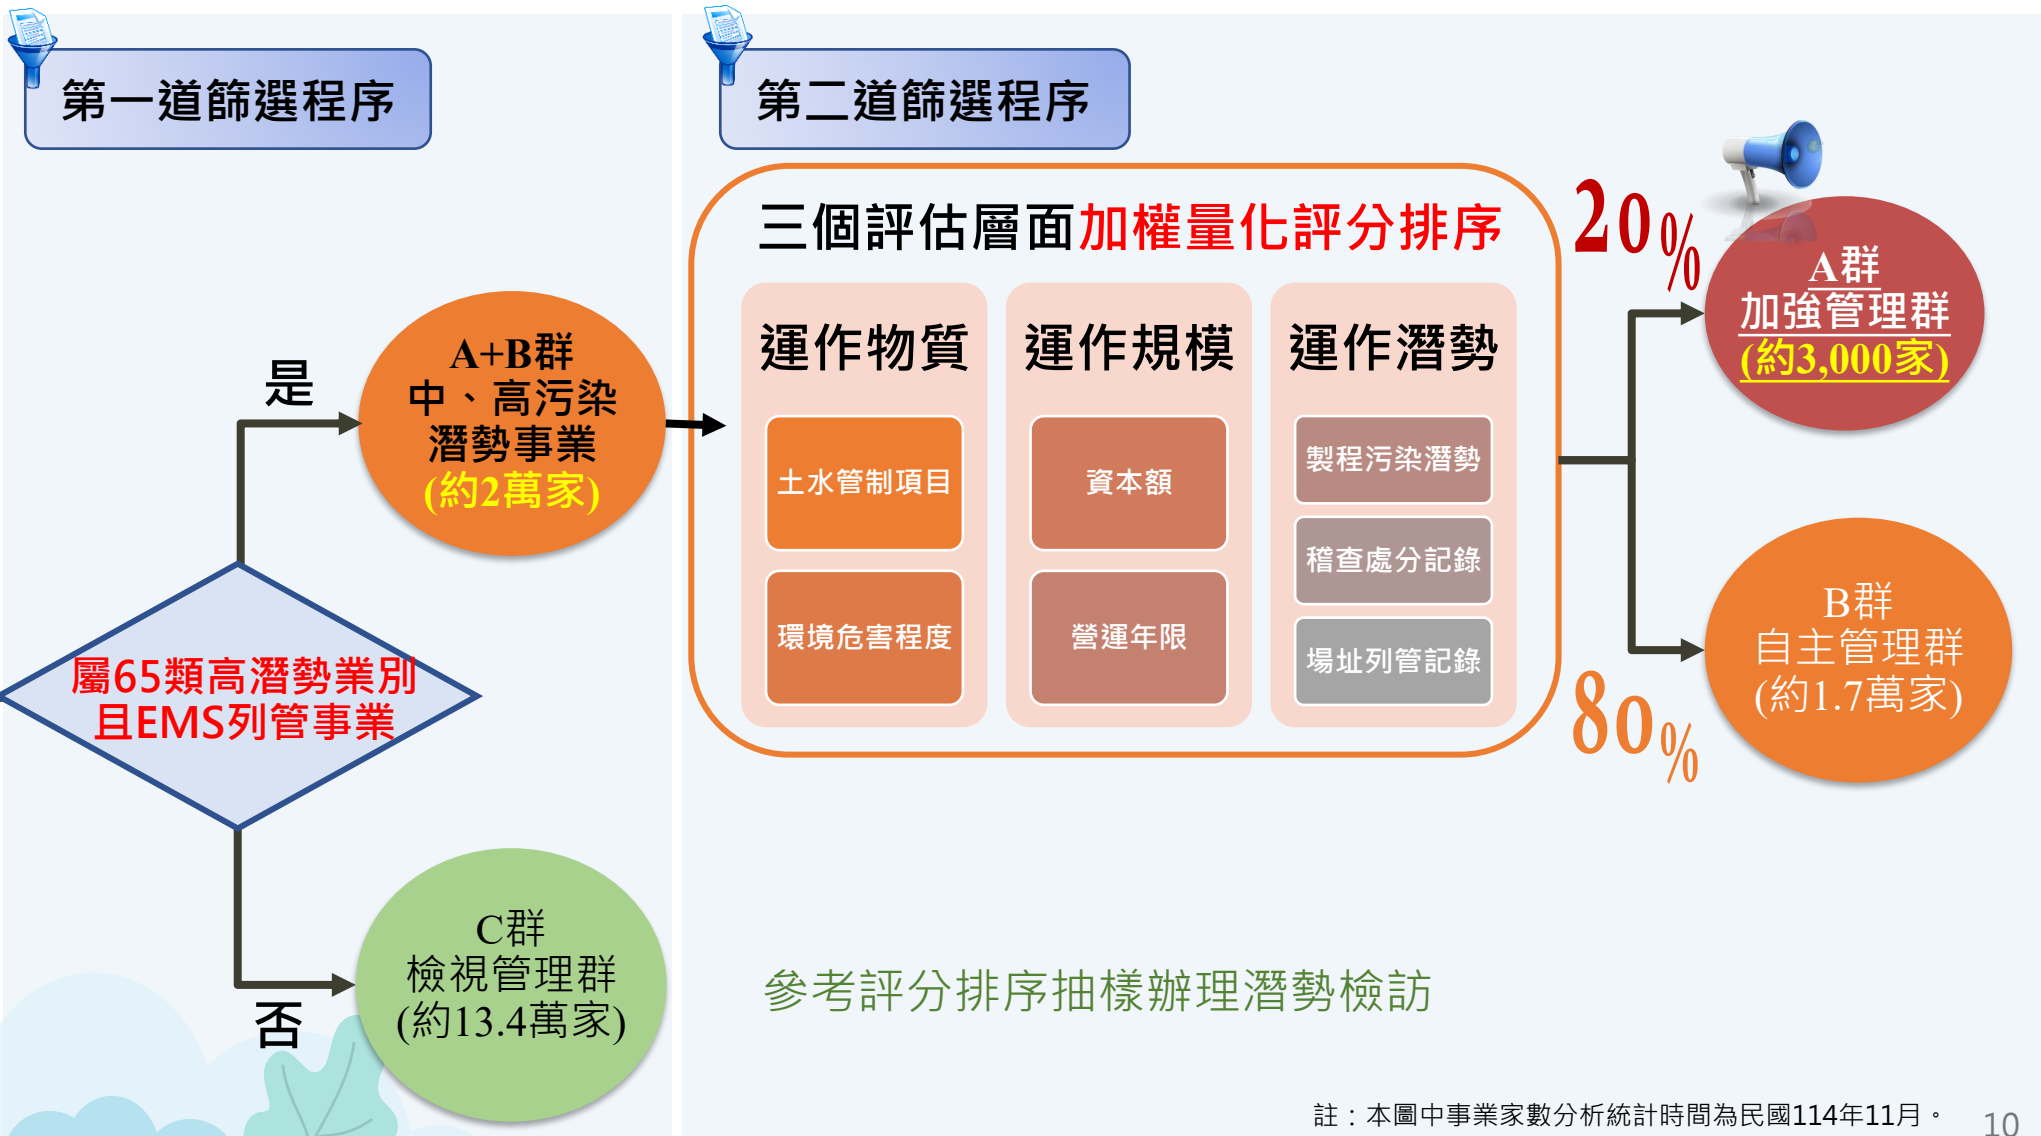 第一道篩選程序
是
A+B群
中、高污染
潛勢事業
(約2萬家)
屬65類高潛勢業別
且EMS列管事業
否
C群
檢視管理群
(約13.4萬家)
第二道篩選程序
三個評估層面加權量化評分排序
運作物質
土水管制項目
環境危害程度
運作規模
資本額
營運年限
運作潛勢
製程污染潛勢
稽查處分記錄
場址列管記錄
20%
A群
加強管理群
(約3,000家)
80%
B群
自主管理群
(約1.7萬家)
參考評分排序抽樣辦理潛勢檢訪
註：本圖中事業家數分析統計時間為民國114年11月。
10